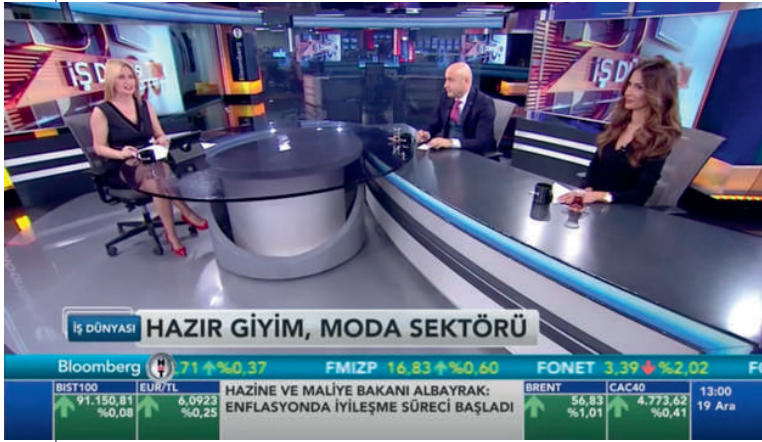 İŞ DÜNYASI
HAZIR GİYİM, MODA SEKTÖRÜ
Bloomberg HT .71 %0,37 FMIZP 16,83 %0,60 FONET 3,39 %2,02
BIST100 91.150,81 %0,08
EUR/TL 6,0923 %0,25
HAZİNE VE MALİYE BAKANI ALBAYRAK:
ENFLASYONDA İYİLEŞME SÜRECİ BAŞLADI
BRENT 56,83 %1,01
CAC40 4.773,62 %0,41
13:00
19 Ara